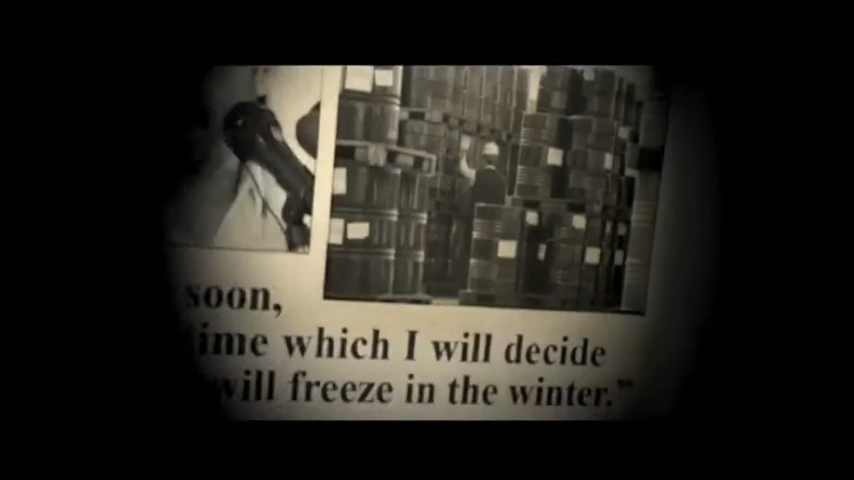 soon,
time which I will decide
will freeze in the winter."